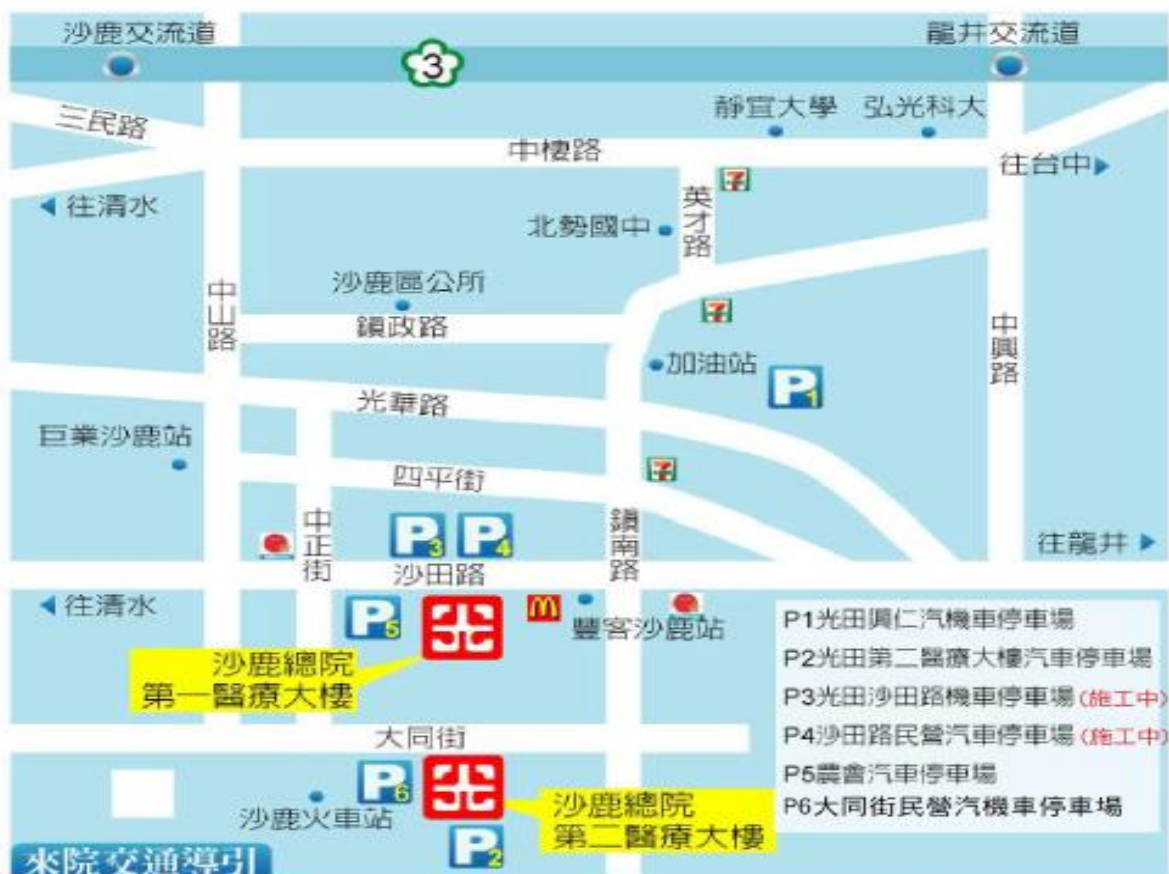 沙鹿交流道
龍井交流道
3
三民路
靜宜大學
弘光科大
中棲路
往台中
往清水
英才路
北勢國中
7
沙鹿區公所
中山路
鎮政路
7
中興路
加油站
P1
光華路
巨業沙鹿站
四平街
7
中正街
P3
P4
鎮南路
往龍井
沙田路
往清水
P5
豐客沙鹿站
沙鹿總院
第一醫療大樓
P1光田興仁汽機車停車場
P2光田第二醫療大樓汽車停車場
P3光田沙田路機車停車場(施工中)
P4沙田路民營汽車停車場(施工中)
P5農會汽車停車場
P6大同街民營汽機車停車場
大同街
P6
沙鹿火車站
沙鹿總院
第二醫療大樓
P2
來院交通導引